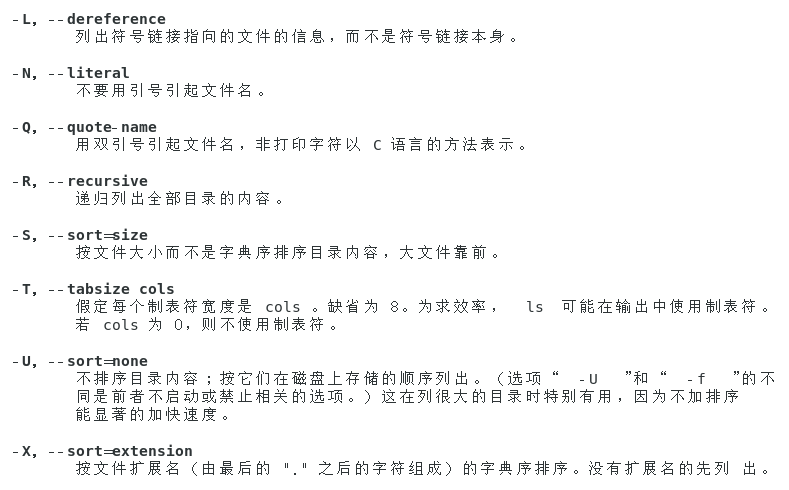 -L, --dereference
列出符号链接指向的文件的信息，而不是符号链接本身。
-N, --literal
不要用引号引起文件名。
-Q, --quote-name
用双引号引起文件名，非打印字符以 C 语言的方法表示。
-R, --recursive
递归列出全部目录的内容。
-S, --sort=size
按文件大小而不是字典序排序目录内容，大文件靠前。
-T, --tabsize cols
假定每个制表符宽度是 cols 。缺省为 8。为求效率， ls 可能在输出中使用制表符。
若 cols 为 0，则不使用制表符。
-U, --sort=none
不排序目录内容；按它们在磁盘上存储的顺序列出。（选项 “ -U ”和 “ -f ”的不
同是前者不启动或禁止相关的选项。）这在列很大的目录时特别有用，因为不加排序
能显著的加快速度。
-X, --sort=extension
按文件扩展名（由最后的 "." 之后的字符组成）的字典序排序。没有扩展名的先列 出。